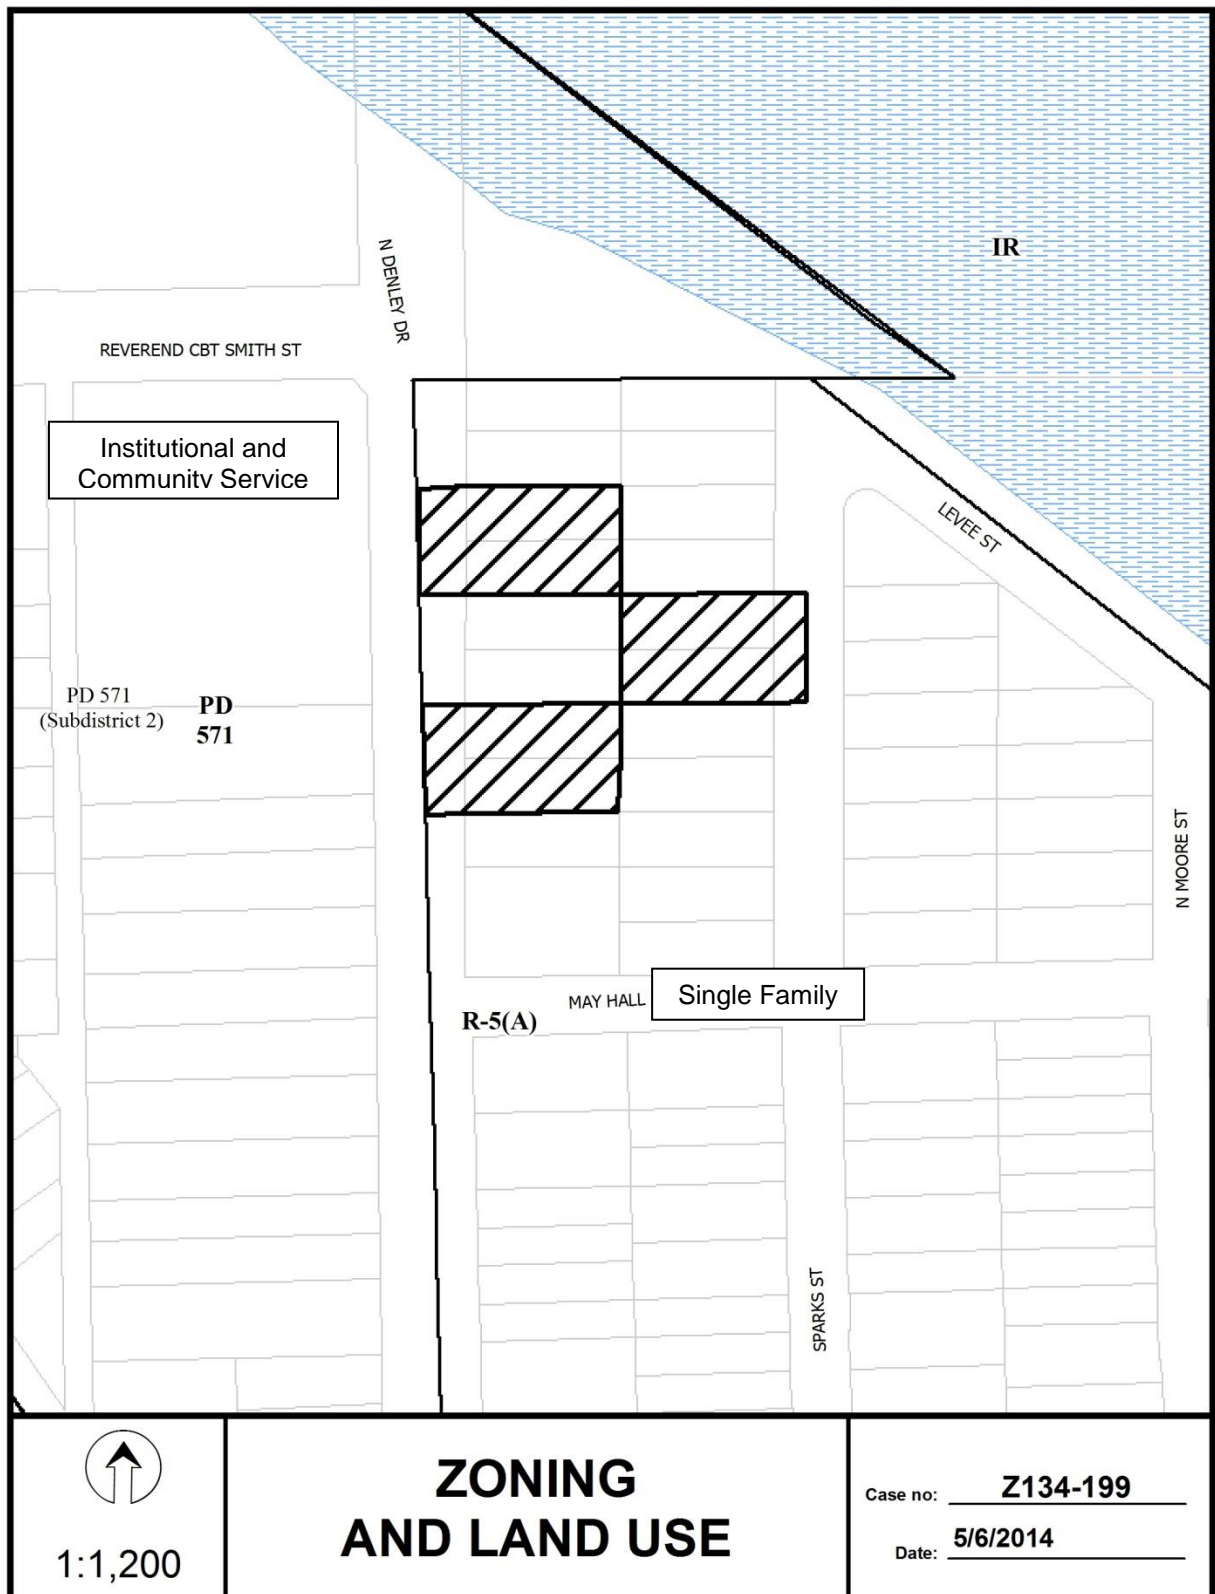 IR
N DENLEY DR
REVEREND CBT SMITH ST
Institutional and
Community Service
LEVEE ST
PD 571
(Subdistrict 2)
PD
571
N MOORE ST
MAY HALL
Single Family
R-5(A)
SPARKS ST
1:1,200
ZONING
AND LAND USE
Case no: Z134-199
Date: 5/6/2014